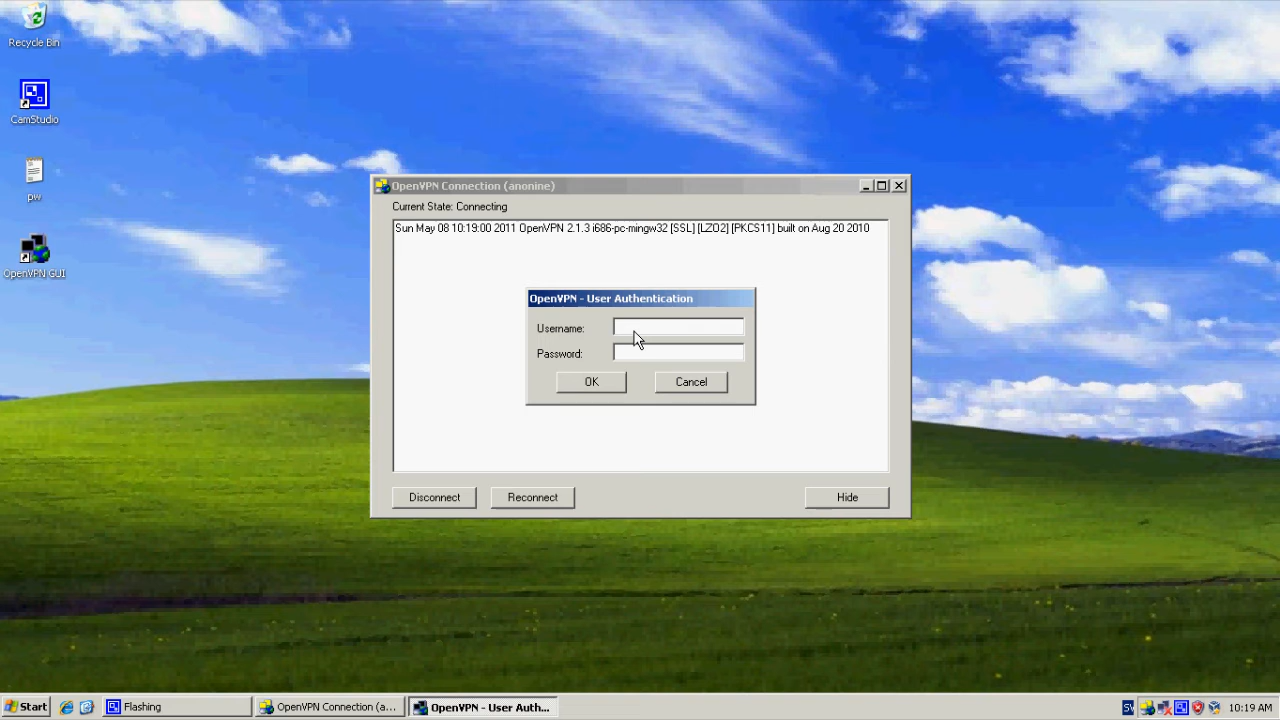 Recycle Bin
CamStudio
pw
OpenVPN GUI
OpenVPN Connection (anonine)
Current State: Connecting
Sun May 08 10:19:00 2011 OpenVPN 2.1.3 i686-pc-mingw32 [SSL] [LZO2] [PKCS11] built on Aug 20 2010
OpenVPN - User Authentication
Username:
Password:
OK Cancel
Disconnect Reconnect Hide
Start Flashing OpenVPN Connection (a... OpenVPN - User Auth... SV 10:19 AM